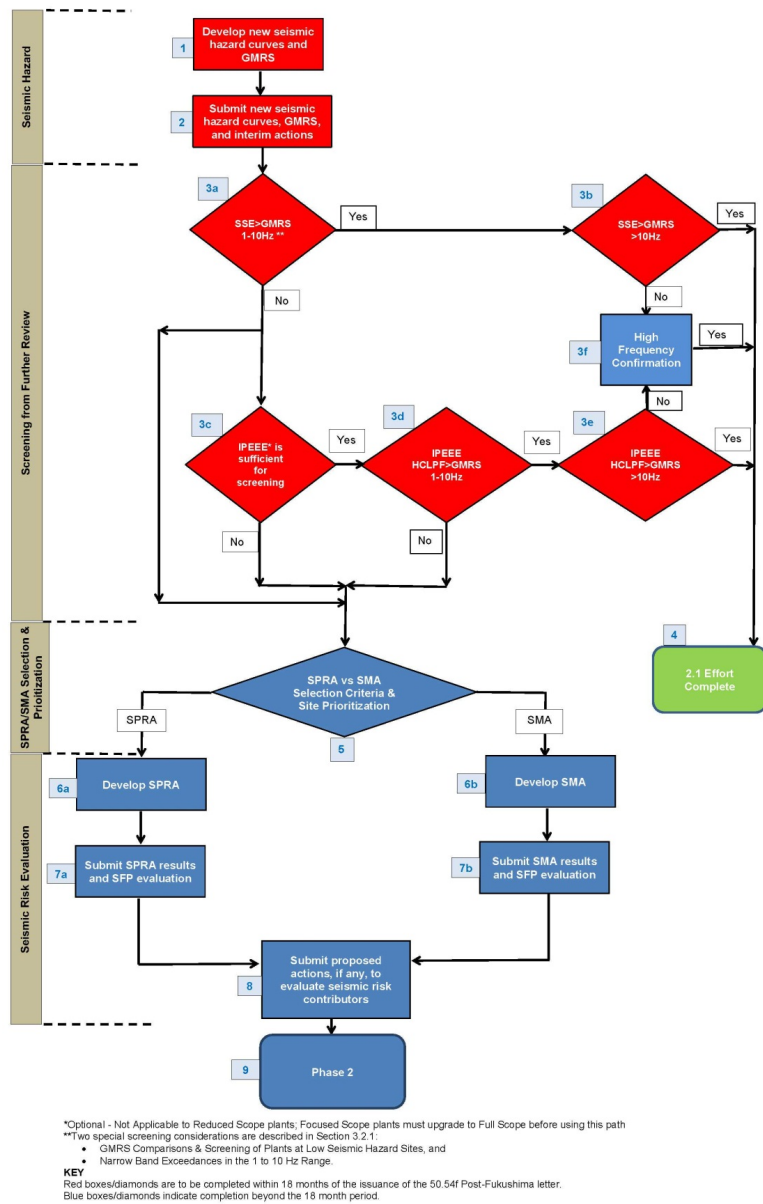 Seismic Hazard
1
Develop new seismic
hazard curves and
GMRS
2
Submit new seismic
hazard curves, GMRS,
and interim actions
Screening from Further Review
3a
SSE>GMRS
1-10Hz **
Yes
3b
SSE>GMRS
>10Hz
Yes
No
No
3f
High
Frequency
Confirmation
Yes
No
3c
IPEEE* is
sufficient
for
screening
Yes
3d
IPEEE
HCLPF>GMRS
1-10Hz
Yes
3e
IPEEE
HCLPF>GMRS
>10Hz
Yes
No
No
4
2.1 Effort
Complete
SPRA/SMA Selection &
Prioritization
SPRA vs SMA
Selection Criteria &
Site Prioritization
5
SPRA
SMA
Seismic Risk Evaluation
6a
Develop SPRA
6b
Develop SMA
7a
Submit SPRA results
and SFP evaluation
7b
Submit SMA results
and SFP evaluation
8
Submit proposed
actions, if any, to
evaluate seismic risk
contributors
9
Phase 2
*Optional - Not Applicable to Reduced Scope plants; Focused Scope plants must upgrade to Full Scope before using this path
**Two special screening considerations are described in Section 3.2.1:
• GMRS Comparisons & Screening of Plants at Low Seismic Hazard Sites, and
• Narrow Band Exceedances in the 1 to 10 Hz Range.
KEY
Red boxes/diamonds are to be completed within 18 months of the issuance of the 50.54f Post-Fukushima letter.
Blue boxes/diamonds indicate completion beyond the 18 month period.